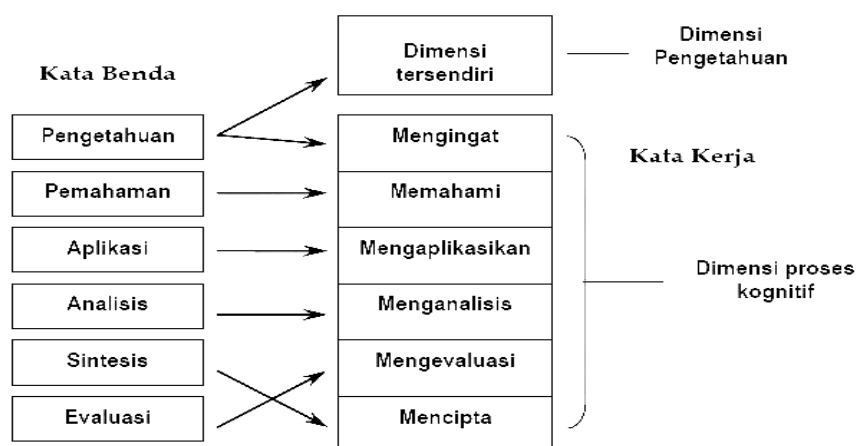 Kata Benda
Pengetahuan
Pemahaman
Aplikasi
Analisis
Sintesis
Evaluasi
Dimensi
tersendiri
Mengingat
Memahami
Mengaplikasikan
Menganalisis
Mengevaluasi
Mencipta
Dimensi
Pengetahuan
Kata Kerja
Dimensi proses
kognitif